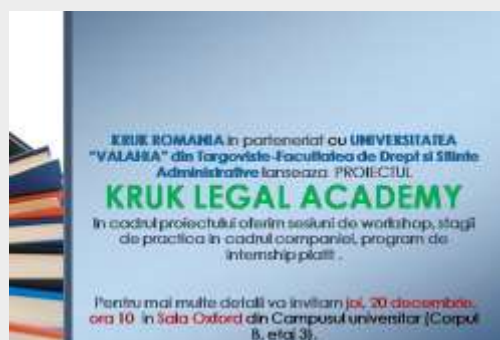 KRUK ROMANIA in parteneriat cu UNIVERSITATEA
"VALAHIA" din Targoviste-Facultatea de Drept si Stiinte
Administrative lanseaza PROIECTUL
KRUK LEGAL ACADEMY
In cadrul proiectului oferim sesiuni de workshop, stagii
de practica in cadrul companiei, program de
internship platit .
Pentru mai multe detalii va invitam joi, 20 decembrie,
ora 10 in Sala Oxford din Campusul universitar (Corpul
B, etaj 3).